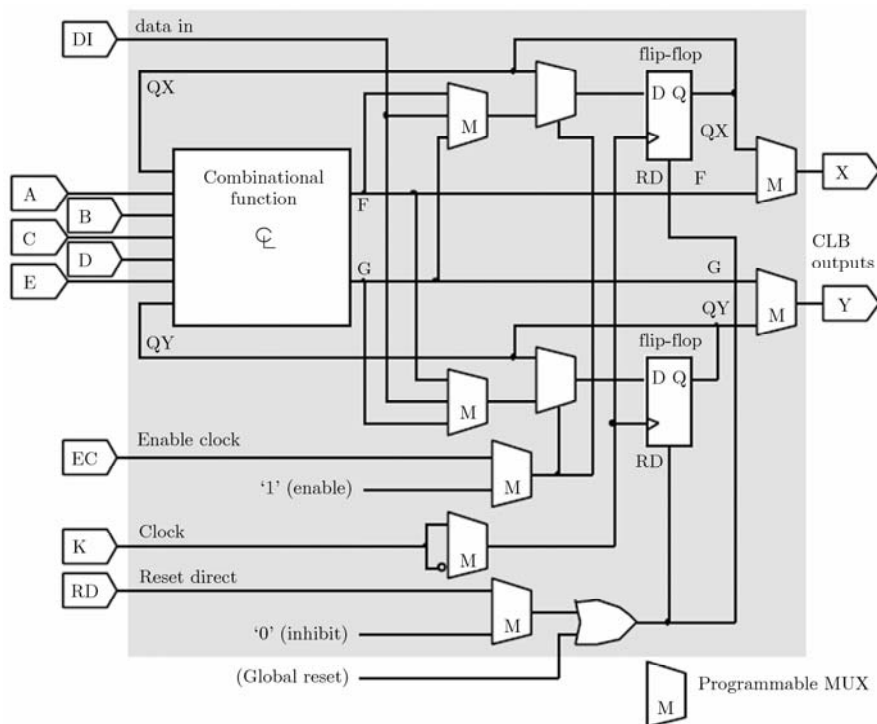 DI
data in
flip-flop
QX
D Q
M
QX
Combinational
function
CL
A
B
C
D
E
F
RD
F
M
X
CLB
outputs
G
G
QY
M
Y
QY
flip-flop
D Q
M
RD
Enable clock
EC
'1' (enable)
M
Clock
K
M
Reset direct
RD
'0' (inhibit)
M
(Global reset)
M
Programmable MUX